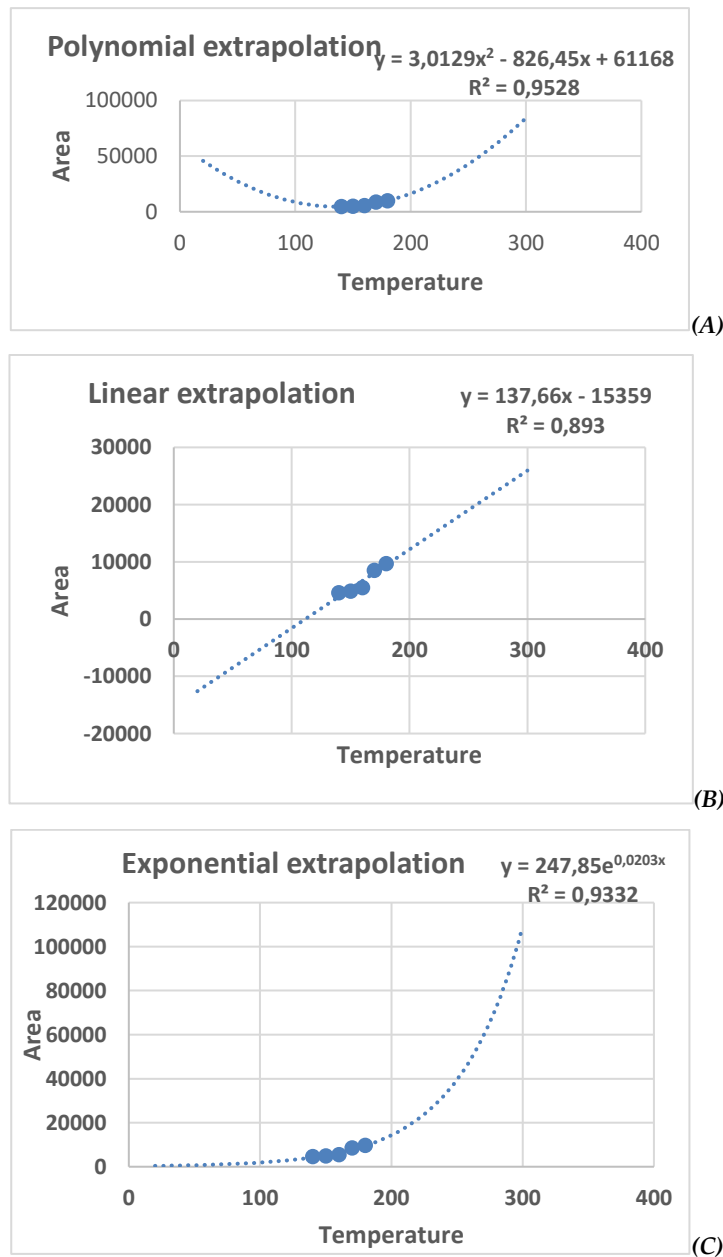 Polynomial extrapolation
y = 3,0129x² - 826,45x + 61168
R² = 0,9528
100000
50000
0
Area
0 100 200 300 400
Temperature
(A)
Linear extrapolation
y = 137,66x - 15359
R² = 0,893
30000
20000
10000
0
-10000
-20000
Area
0 100 200 300 400
Temperature
(B)
Exponential extrapolation
y = 247,85e^0,0203x
R² = 0,9332
120000
100000
80000
60000
40000
20000
0
Area
0 100 200 300 400
Temperature
(C)